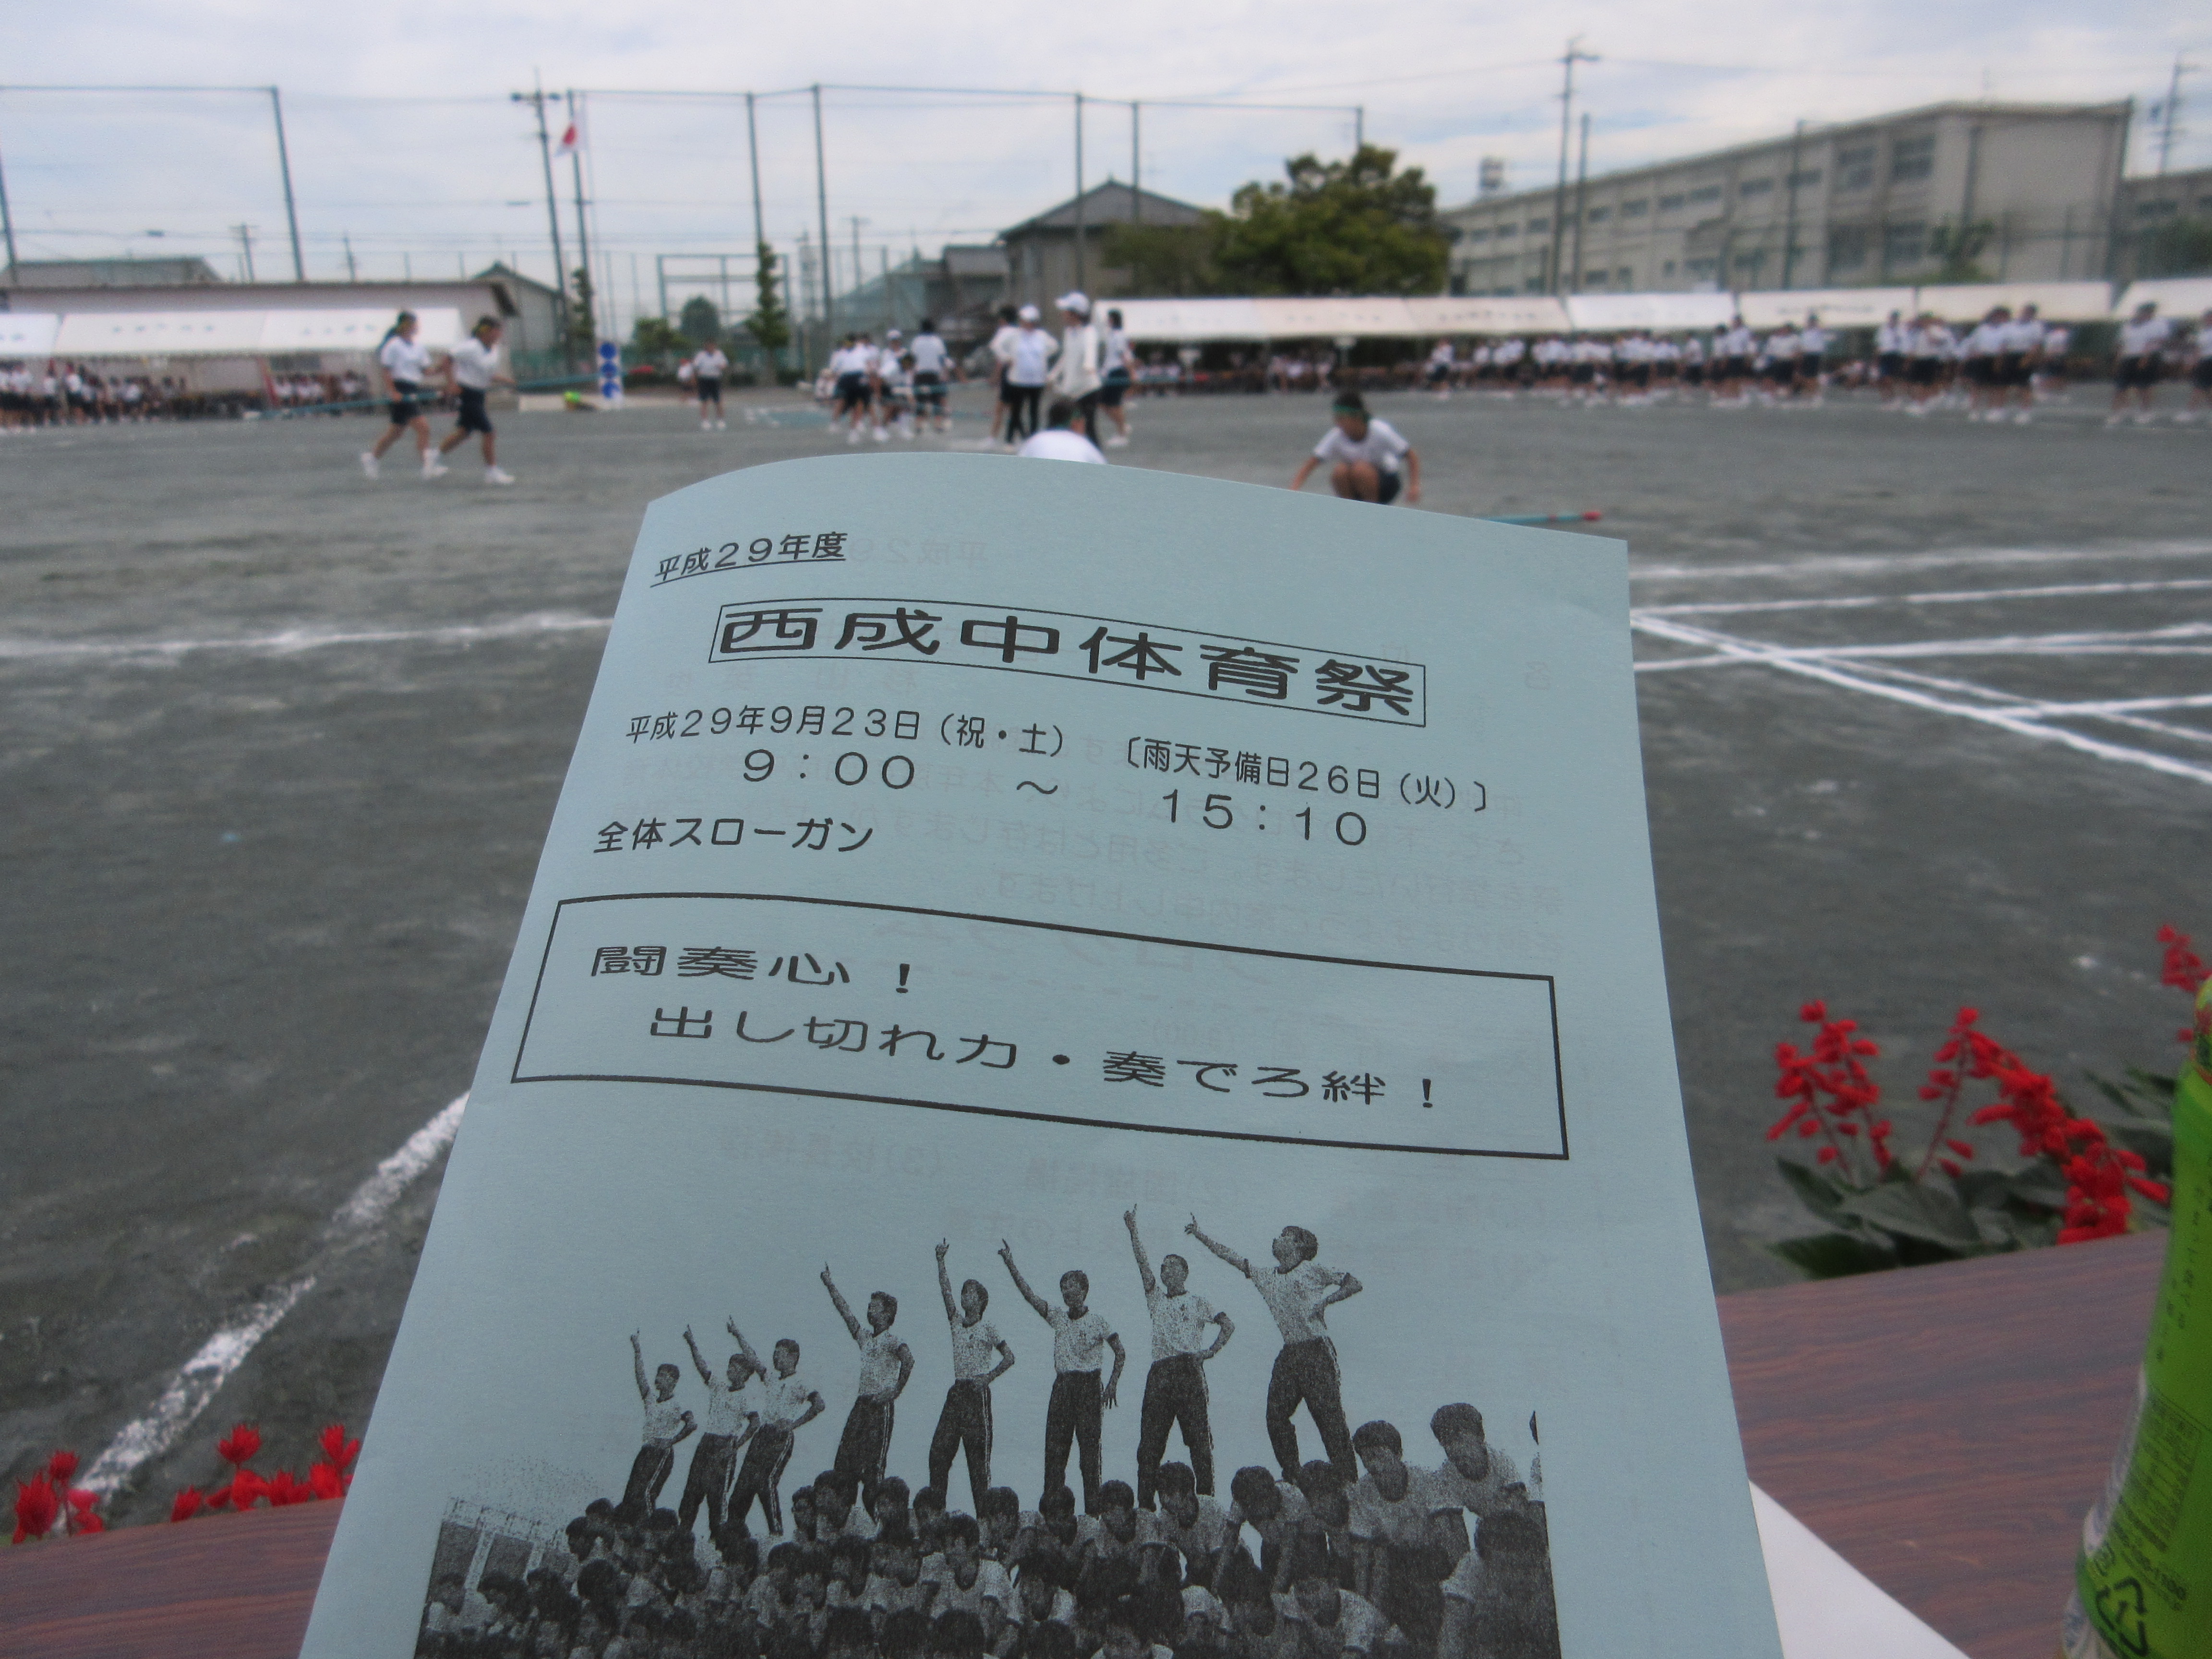 平成２９年度
西成中体育祭
平成２９年９月２３日（祝・土）　〔雨天予備日２６日（火）〕
９：００　～　１５：１０
全体スローガン
闘奏心！
出し切れ力・奏でろ絆！